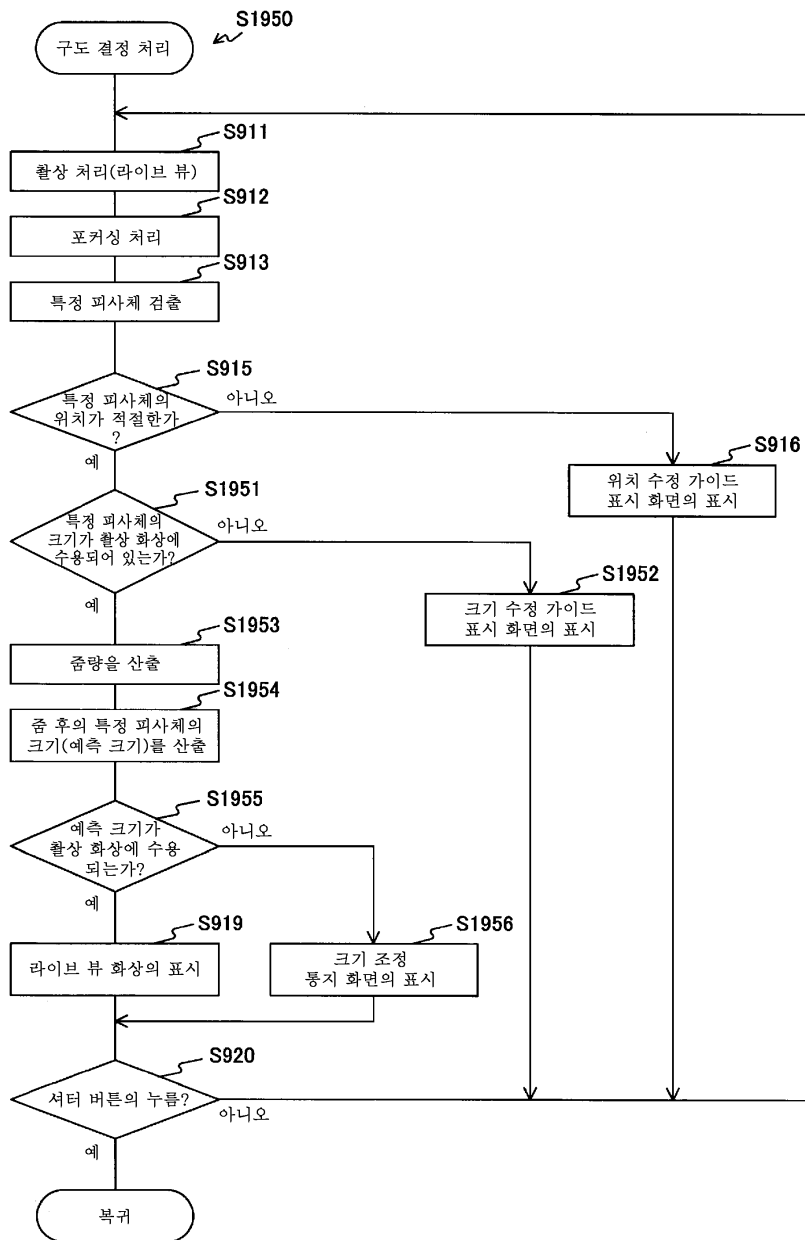 S1950
구도 결정 처리
S911
촬상 처리(라이브 뷰)
S912
포커싱 처리
S913
특정 피사체 검출
S915
특정 피사체의
위치가 적절한가
?
아니오
예
S916
위치 수정 가이드
표시 화면의 표시
S1951
특정 피사체의
크기가 촬상 화상에
수용되어 있는가?
아니오
예
S1952
크기 수정 가이드
표시 화면의 표시
S1953
줌량을 산출
S1954
줌 후의 특정 피사체의
크기(예측 크기)를 산출
S1955
예측 크기가
촬상 화상에 수용
되는가?
아니오
예
S919
라이브 뷰 화상의 표시
S1956
크기 조정
통지 화면의 표시
S920
셔터 버튼의 누름?
아니오
예
복귀